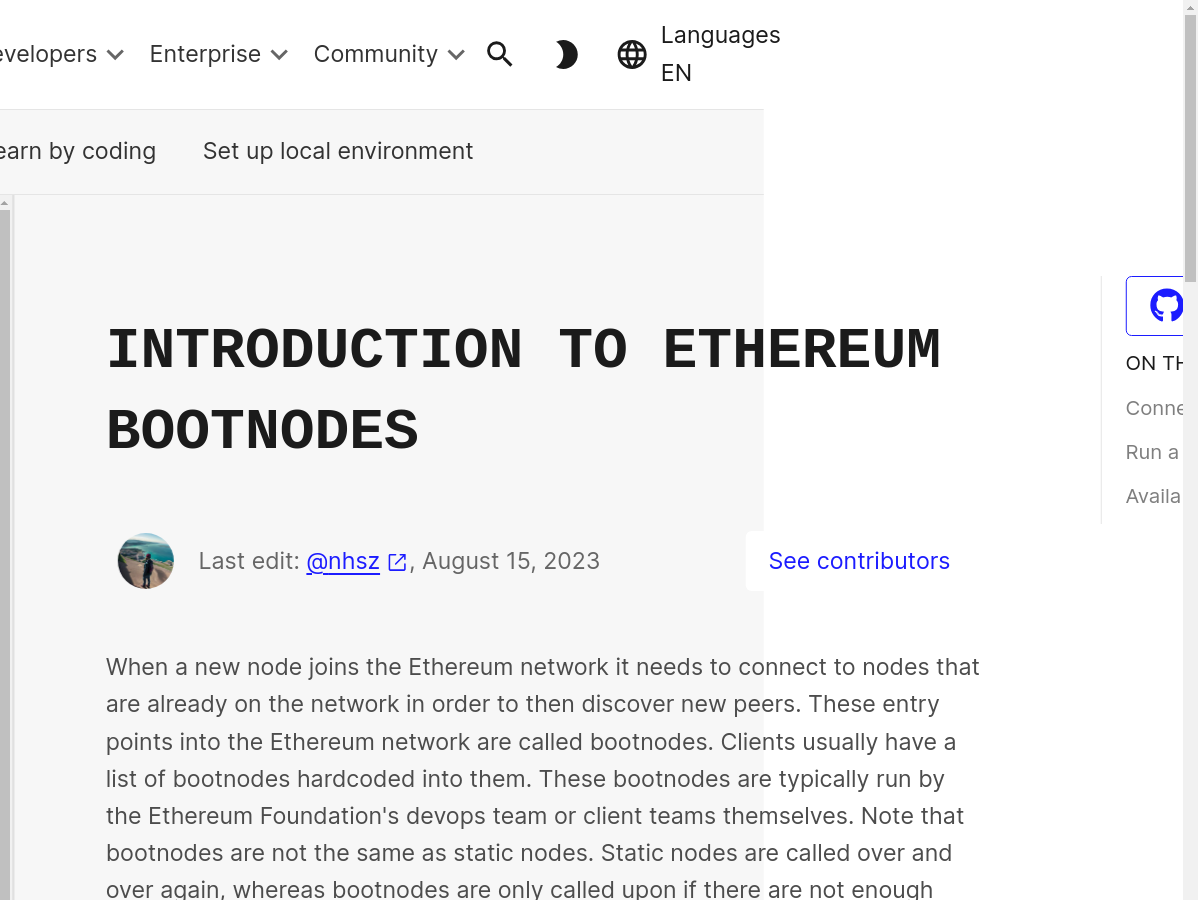 evelopers
Enterprise
Community
Languages
EN
earn by coding
Set up local environment
INTRODUCTION TO ETHEREUM
BOOTNODES
Last edit: @nhsz , August 15, 2023
See contributors
ON TH
Conne
Run a
Availa
When a new node joins the Ethereum network it needs to connect to nodes that
are already on the network in order to then discover new peers. These entry
points into the Ethereum network are called bootnodes. Clients usually have a
list of bootnodes hardcoded into them. These bootnodes are typically run by
the Ethereum Foundation's devops team or client teams themselves. Note that
bootnodes are not the same as static nodes. Static nodes are called over and
over again, whereas bootnodes are only called upon if there are not enough